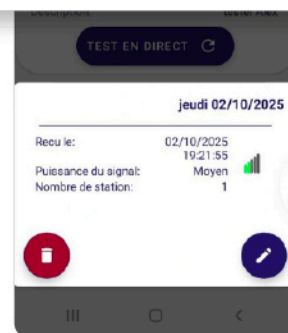 Description:
TEST EN DIRECT
jeudi 02/10/2025
Recu le: 02/10/2025
19:21:55
Puissance du signal: Moyen
Nombre de station: 1